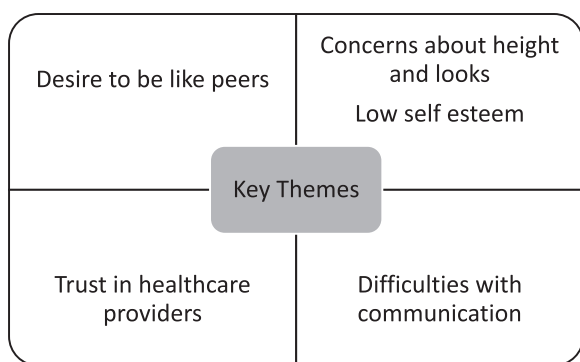 Desire to be like peers
Concerns about height
and looks
Low self esteem
Key Themes
Trust in healthcare
providers
Difficulties with
communication